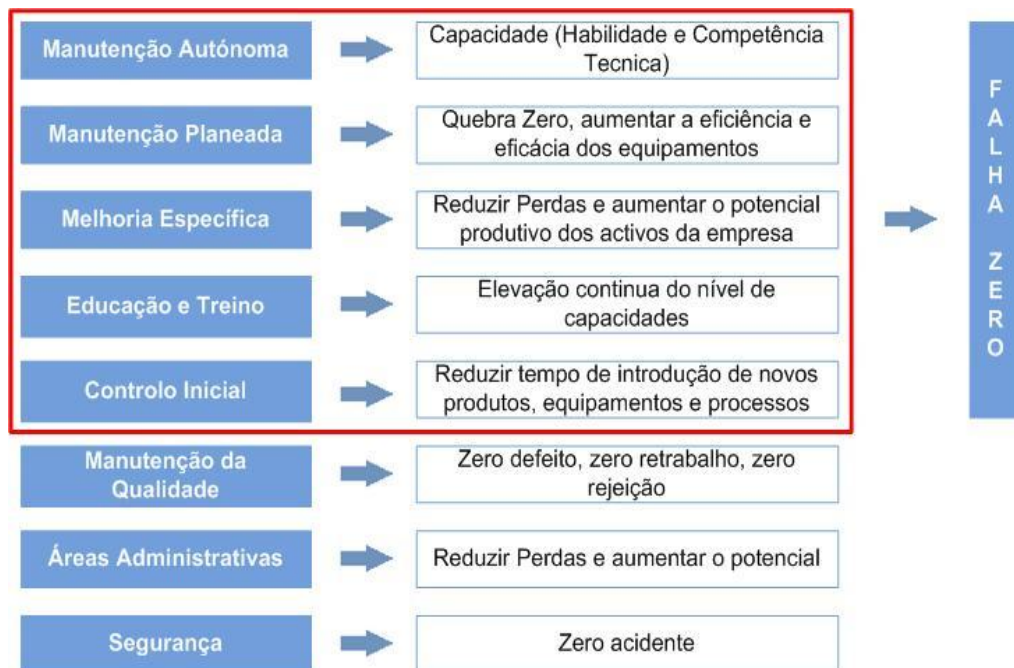 Manutenção Autónoma
Capacidade (Habilidade e Competência
Tecnica)
Manutenção Planeada
Quebra Zero, aumentar a eficiência e
eficácia dos equipamentos
Melhoria Específica
Reduzir Perdas e aumentar o potencial
produtivo dos activos da empresa
Educação e Treino
Elevação continua do nível de
capacidades
Controlo Inicial
Reduzir tempo de introdução de novos
produtos, equipamentos e processos
Manutenção da
Qualidade
Zero defeito, zero retrabalho, zero
rejeição
Áreas Administrativas
Reduzir Perdas e aumentar o potencial
Segurança
Zero acidente
FALHA ZERO